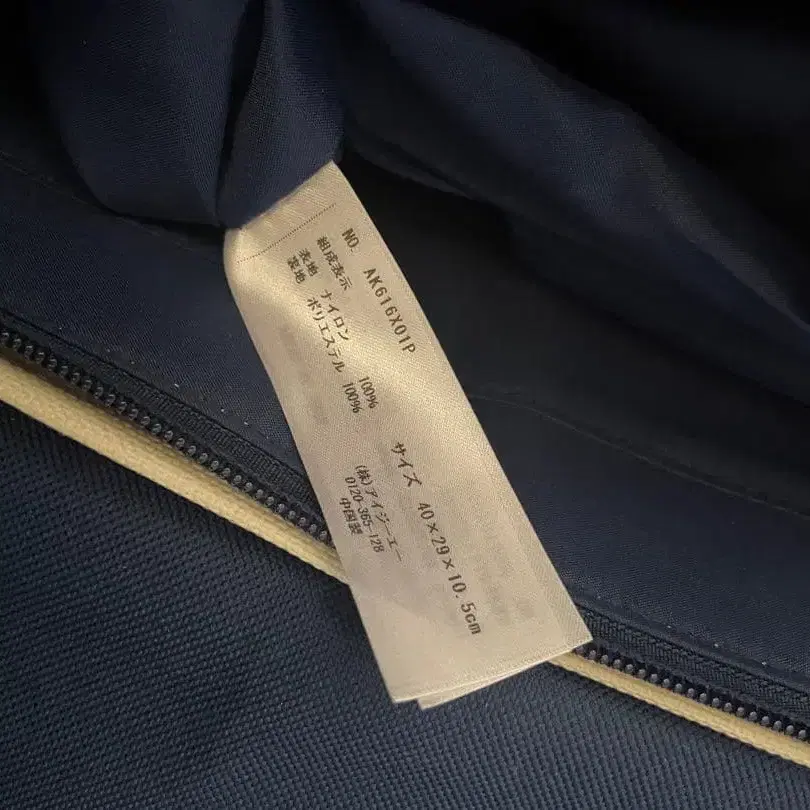 NO. AK616X01P
組成表示
表地 ナイロン 100%
裏地 ポリエステル 100%
サイズ 40×29×10.5cm
(株)アイジーエー
0120-365-128
中国製